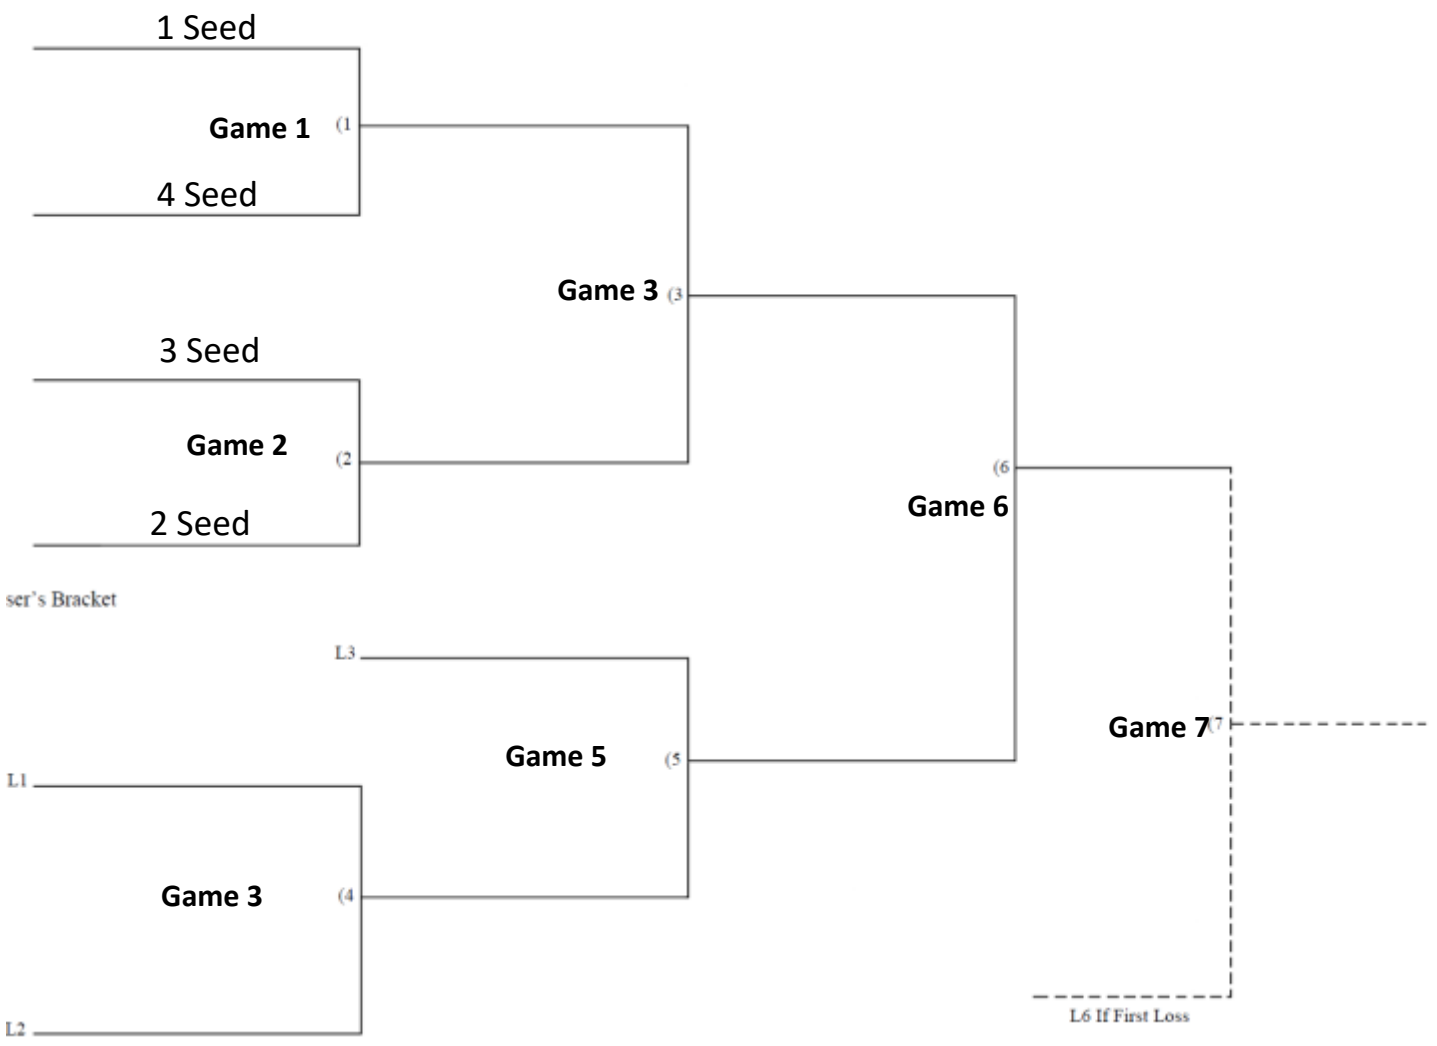 1 Seed
Game 1 (1
4 Seed
Game 3 (3
3 Seed
Game 2 (2
(6
Game 6
2 Seed
ser's Bracket
L3
Game 7 (7
Game 5 (5
L1
Game 3 (4
L6 If First Loss
L2